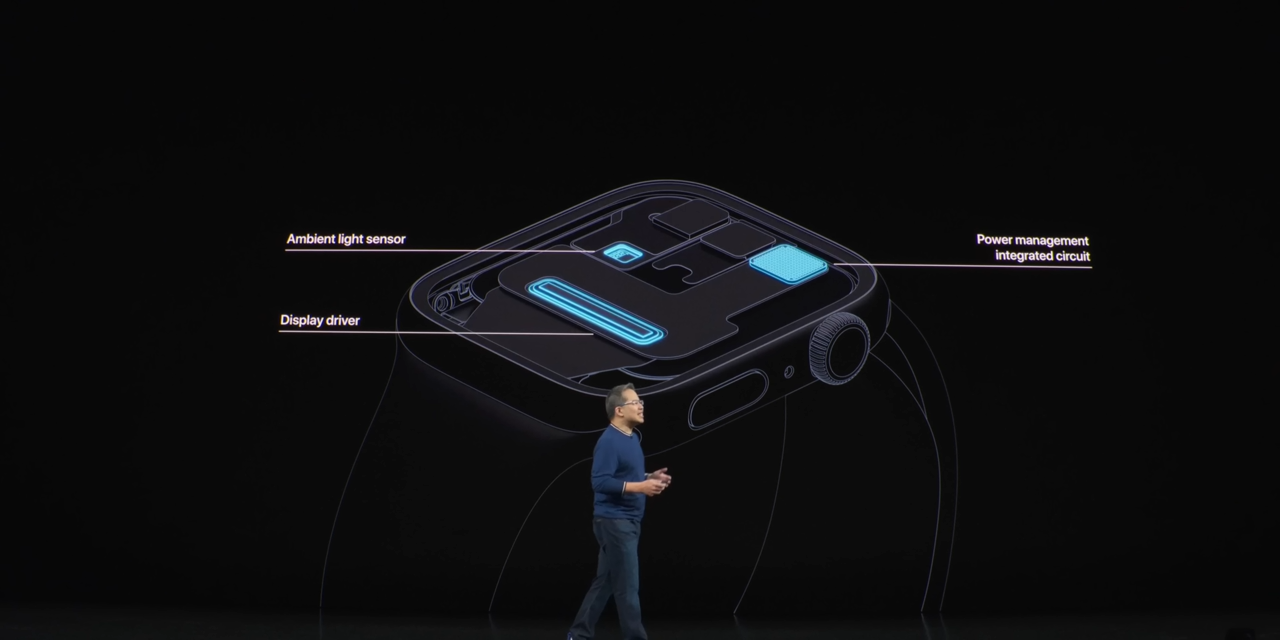 Ambient light sensor
Power management
integrated circuit
Display driver